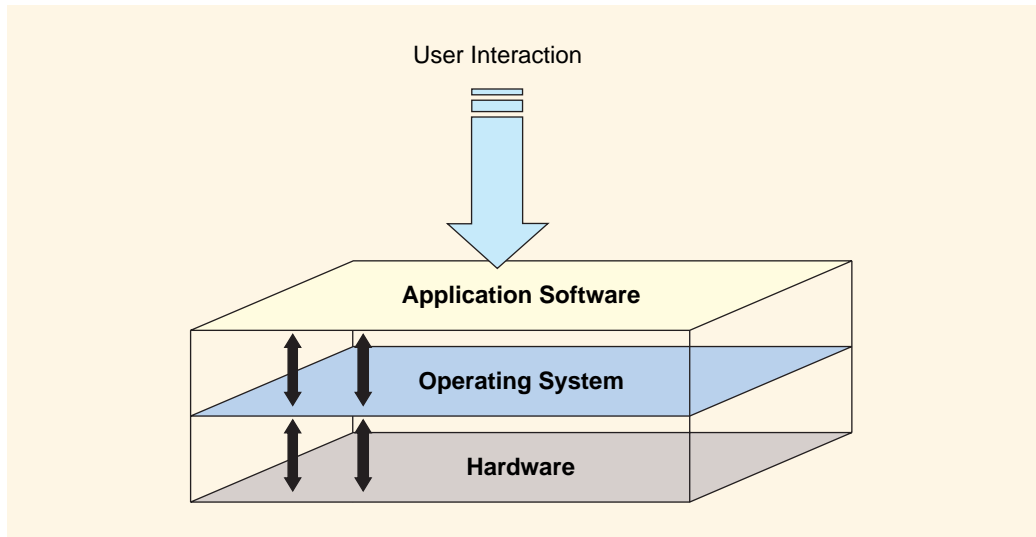 User Interaction
Application Software
Operating System
Hardware